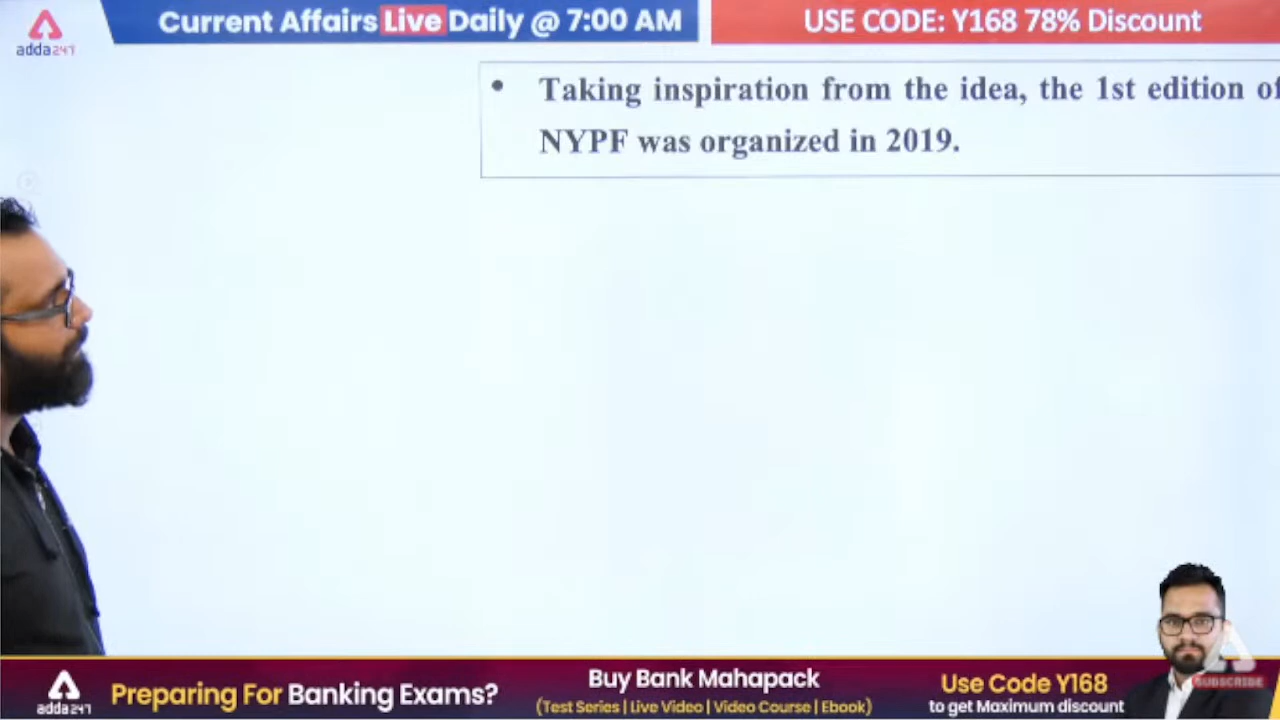 Current Affairs Live Daily @ 7:00 AM
USE CODE: Y168 78% Discount
adda247
• Taking inspiration from the idea, the 1st edition of
NYPF was organized in 2019.
adda247
Preparing For Banking Exams?
Buy Bank Mahapack
(Test Series | Live Video | Video Course | Ebook)
Use Code Y168
to get Maximum discount
SUBSCRIBE